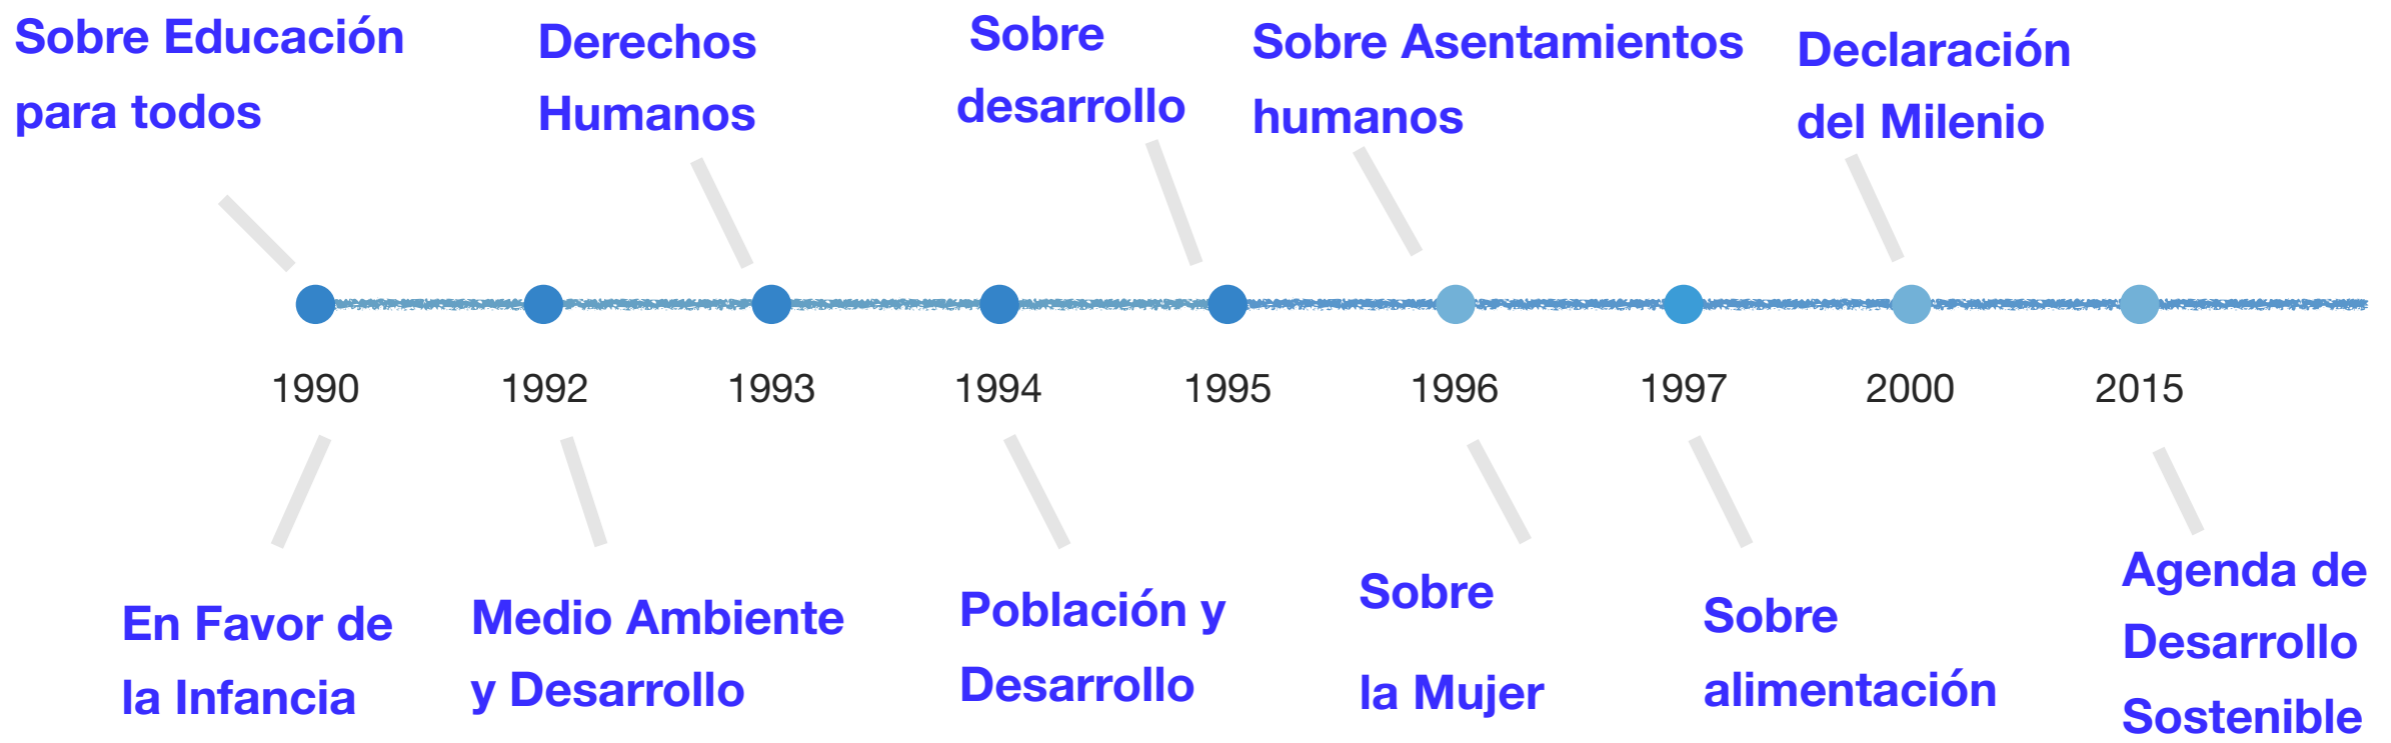 Sobre Educación
para todos
Derechos
Humanos
Sobre
desarrollo
Sobre Asentamientos
humanos
Declaración
del Milenio
1990
1992
1993
1994
1995
1996
1997
2000
2015
En Favor de
la Infancia
Medio Ambiente
y Desarrollo
Población y
Desarrollo
Sobre
la Mujer
Sobre
alimentación
Agenda de
Desarrollo
Sostenible